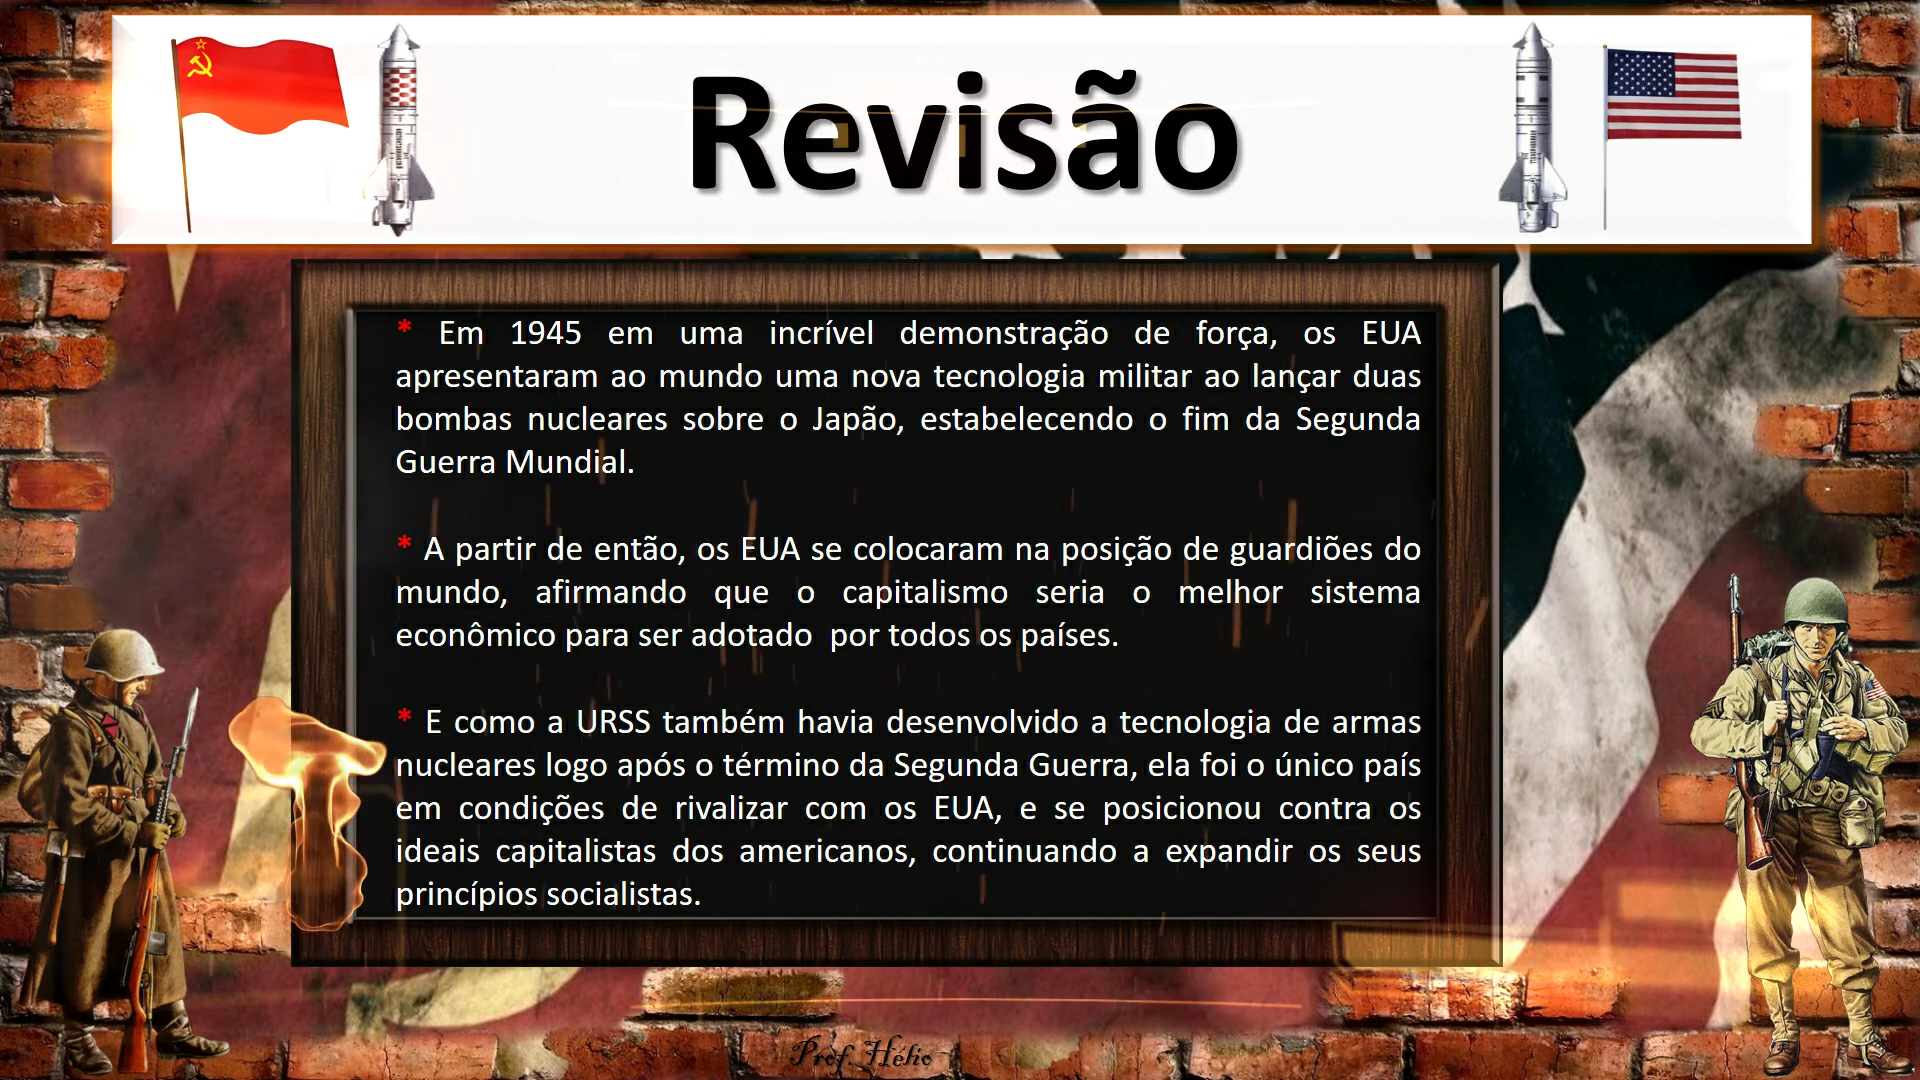 Revisão
* Em 1945 em uma incrível demonstração de força, os EUA
apresentaram ao mundo uma nova tecnologia militar ao lançar duas
bombas nucleares sobre o Japão, estabelecendo o fim da Segunda
Guerra Mundial.
* A partir de então, os EUA se colocaram na posição de guardiões do
mundo, afirmando que o capitalismo seria o melhor sistema
econômico para ser adotado por todos os países.
* E como a URSS também havia desenvolvido a tecnologia de armas
nucleares logo após o término da Segunda Guerra, ela foi o único país
em condições de rivalizar com os EUA, e se posicionou contra os
ideais capitalistas dos americanos, continuando a expandir os seus
princípios socialistas.
Prof. Hélio